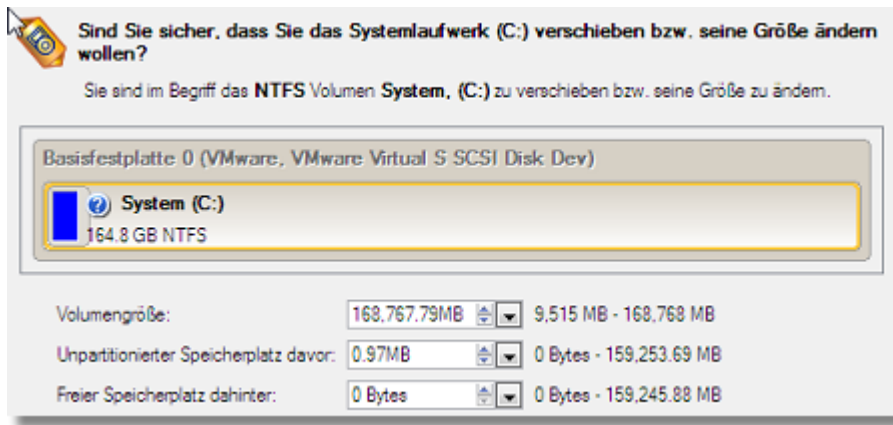 Sind Sie sicher, dass Sie das Systemlaufwerk (C:) verschieben bzw. seine Größe ändern
wollen?
Sie sind im Begriff das NTFS Volumen System, (C:) zu verschieben bzw. seine Größe zu ändern.
Basisfestplatte 0 (VMware, VMware Virtual S SCSI Disk Dev)
System (C:)
164.8 GB NTFS
Volumengröße: 168,767.79MB 9,515 MB - 168,768 MB
Unpartitionierter Speicherplatz davor: 0.97MB 0 Bytes - 159,253.69 MB
Freier Speicherplatz dahinter: 0 Bytes 0 Bytes - 159,245.88 MB